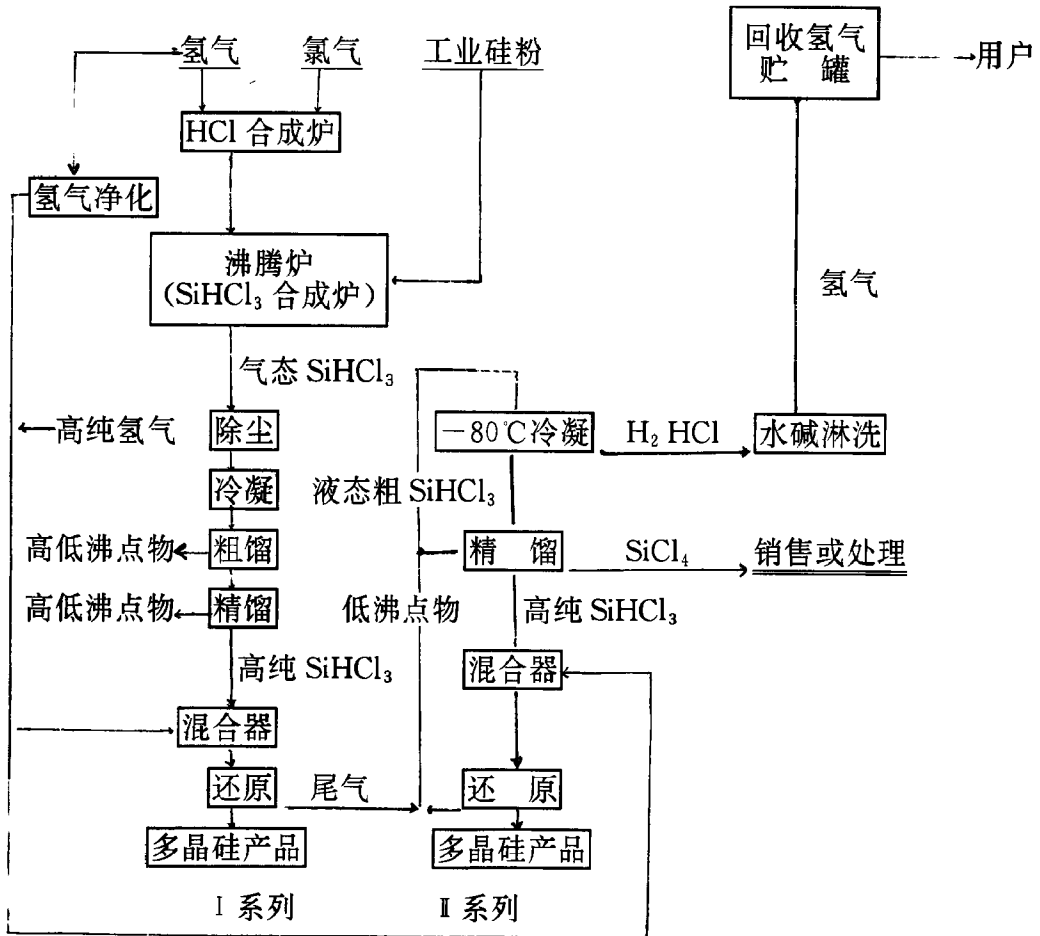 氢气
氯气
工业硅粉
回收氢气
贮 罐
用户
HCl 合成炉
氢气净化
沸腾炉
(SiHCl₃ 合成炉)
氢气
气态 SiHCl₃
高纯氢气
除尘
-80℃冷凝
H₂ HCl
水碱淋洗
冷凝
液态粗 SiHCl₃
高低沸点物
粗馏
精 馏
SiCl₄
销售或处理
高低沸点物
精馏
低沸点物
高纯 SiHCl₃
高纯 SiHCl₃
混合器
混合器
还原
尾气
还 原
多晶硅产品
多晶硅产品
Ⅰ 系列
Ⅱ 系列